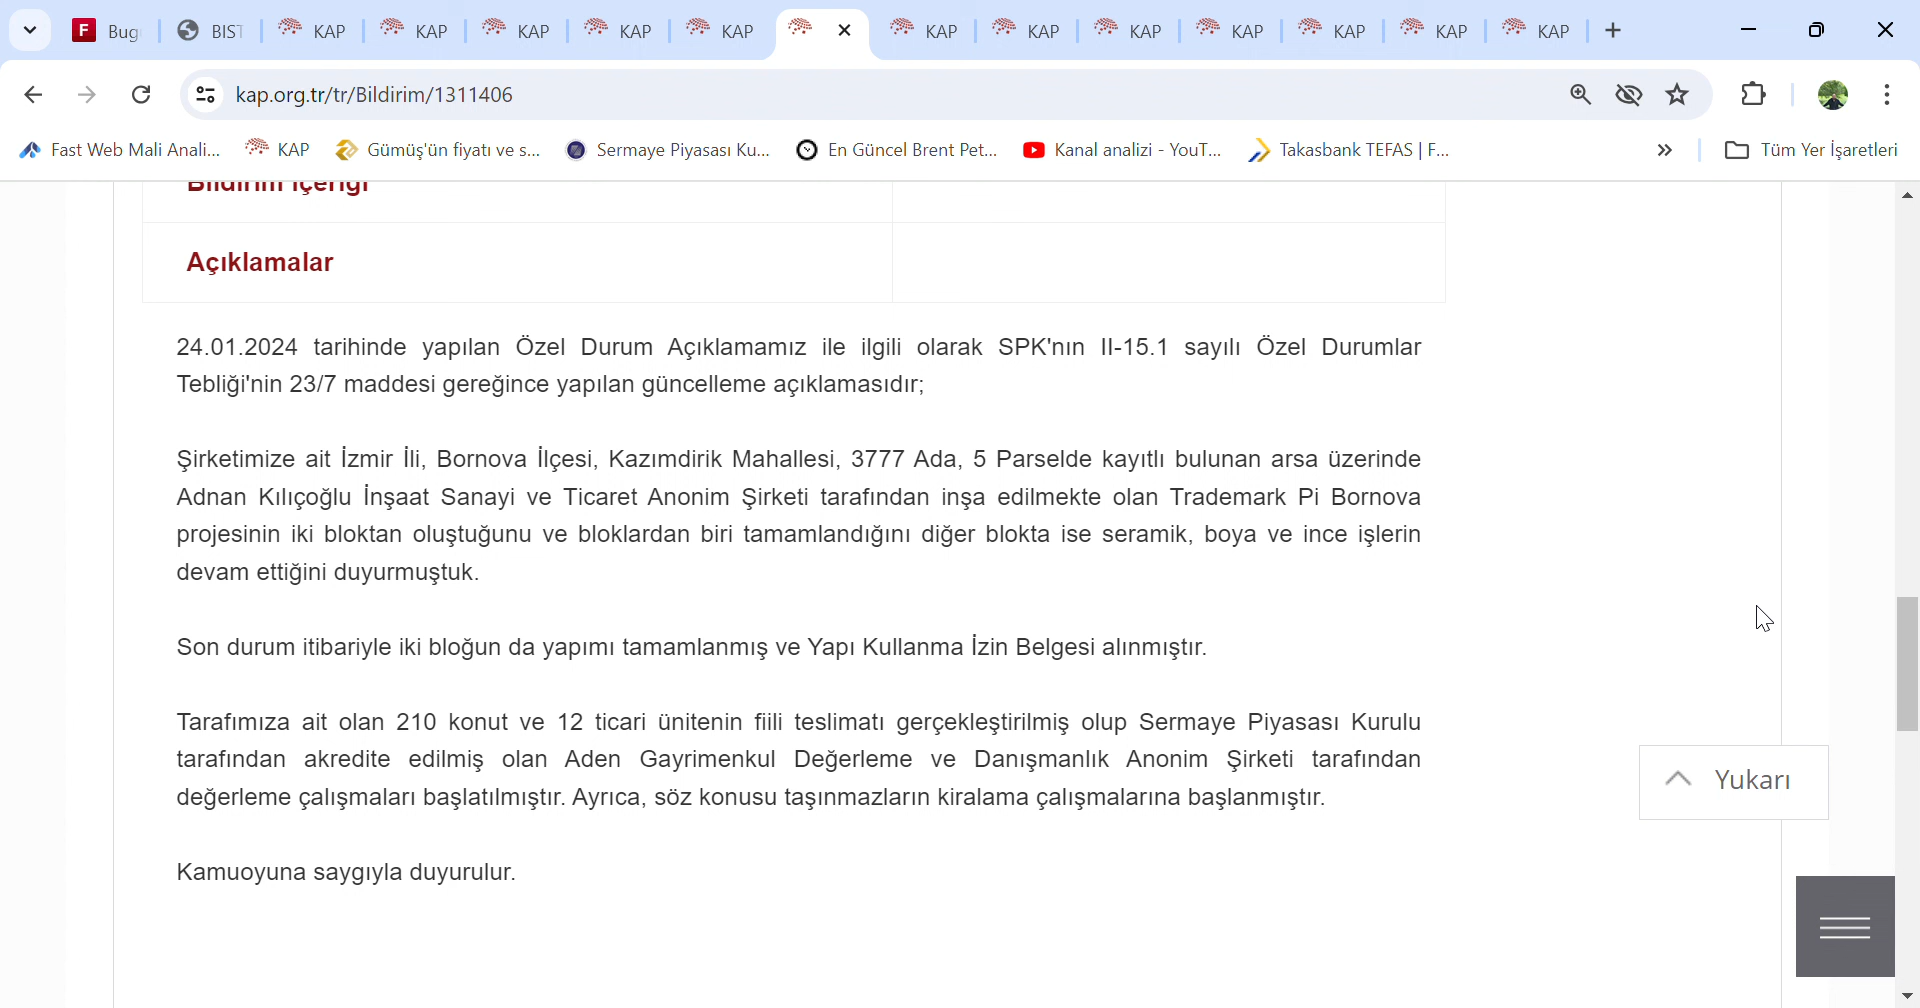 Bug
BIST
KAP
KAP
KAP
KAP
KAP
KAP
KAP
KAP
KAP
KAP
KAP
KAP
kap.org.tr/tr/Bildirim/1311406
Fast Web Mali Anali...
KAP
Gümüş'ün fiyatı ve s...
Sermaye Piyasası Ku...
En Güncel Brent Pet...
Kanal analizi - YouT...
Takasbank TEFAS | F...
Tüm Yer İşaretleri
Bildirim İçeriği
Açıklamalar
24.01.2024 tarihinde yapılan Özel Durum Açıklamamız ile ilgili olarak SPK'nın II-15.1 sayılı Özel Durumlar
Tebliği'nin 23/7 maddesi gereğince yapılan güncelleme açıklamasıdır;
Şirketimize ait İzmir İli, Bornova İlçesi, Kazımdirik Mahallesi, 3777 Ada, 5 Parselde kayıtlı bulunan arsa üzerinde
Adnan Kılıçoğlu İnşaat Sanayi ve Ticaret Anonim Şirketi tarafından inşa edilmekte olan Trademark Pi Bornova
projesinin iki bloktan oluştuğunu ve bloklardan biri tamamlandığını diğer blokta ise seramik, boya ve ince işlerin
devam ettiğini duyurmuştuk.
Son durum itibariyle iki bloğun da yapımı tamamlanmış ve Yapı Kullanma İzin Belgesi alınmıştır.
Tarafımıza ait olan 210 konut ve 12 ticari ünitenin fiili teslimatı gerçekleştirilmiş olup Sermaye Piyasası Kurulu
tarafından akredite edilmiş olan Aden Gayrimenkul Değerleme ve Danışmanlık Anonim Şirketi tarafından
değerleme çalışmaları başlatılmıştır. Ayrıca, söz konusu taşınmazların kiralama çalışmalarına başlanmıştır.
Yukarı
Kamuoyuna saygıyla duyurulur.